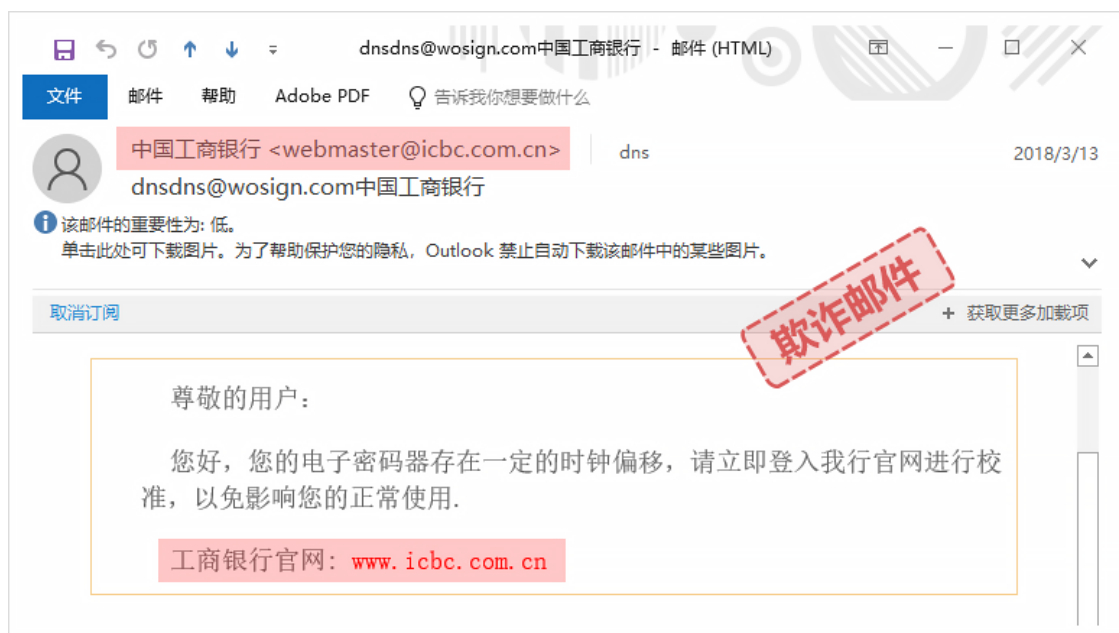 dnsdns@wosign.com中国工商银行 - 邮件 (HTML)
文件 邮件 帮助 Adobe PDF 告诉我你想要做什么
中国工商银行 <webmaster@icbc.com.cn> dns 2018/3/13
dnsdns@wosign.com中国工商银行
该邮件的重要性为: 低。
单击此处可下载图片。为了帮助保护您的隐私，Outlook 禁止自动下载该邮件中的某些图片。
欺诈邮件
取消订阅 + 获取更多加载项
尊敬的用户：
您好，您的电子密码器存在一定的时钟偏移，请立即登入我行官网进行校
准，以免影响您的正常使用.
工商银行官网: www.icbc.com.cn